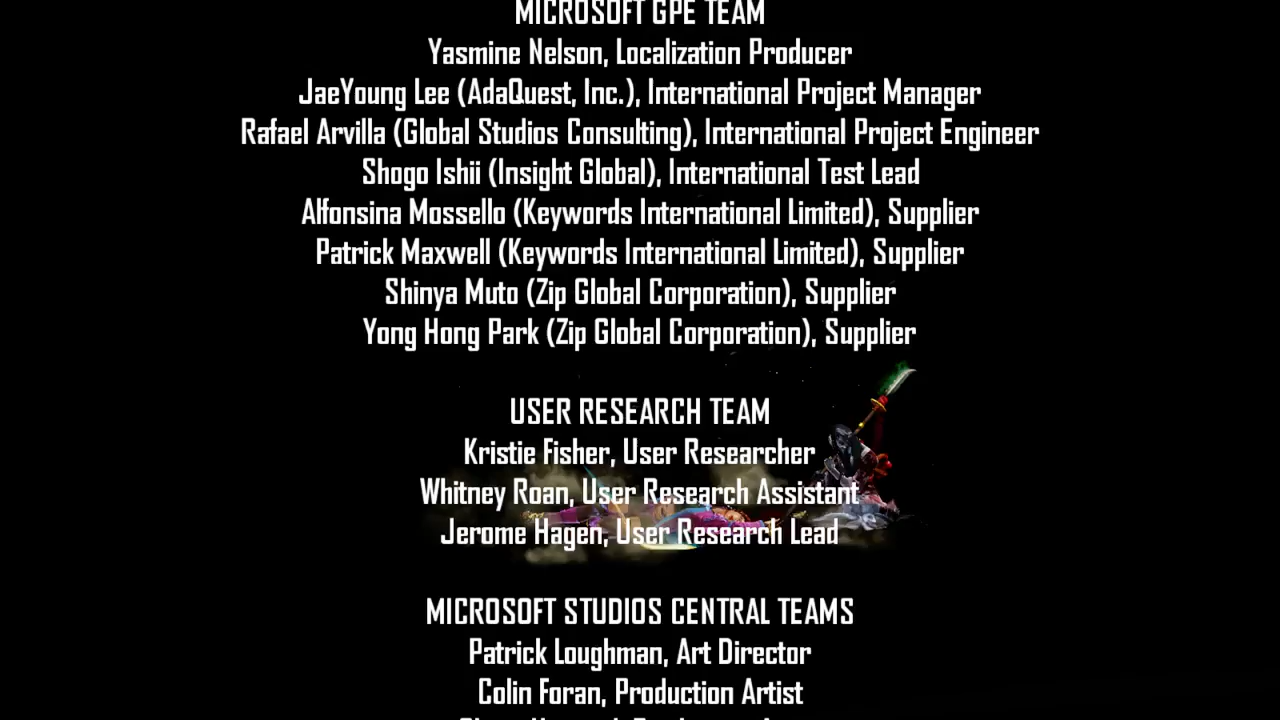 MICROSOFT GPE TEAM
Yasmine Nelson, Localization Producer
JaeYoung Lee (AdaQuest, Inc.), International Project Manager
Rafael Arvilla (Global Studios Consulting), International Project Engineer
Shogo Ishii (Insight Global), International Test Lead
Alfonsina Mossello (Keywords International Limited), Supplier
Patrick Maxwell (Keywords International Limited), Supplier
Shinya Muto (Zip Global Corporation), Supplier
Yong Hong Park (Zip Global Corporation), Supplier
USER RESEARCH TEAM
Kristie Fisher, User Researcher
Whitney Roan, User Research Assistant
Jerome Hagen, User Research Lead
MICROSOFT STUDIOS CENTRAL TEAMS
Patrick Loughman, Art Director
Colin Foran, Production Artist